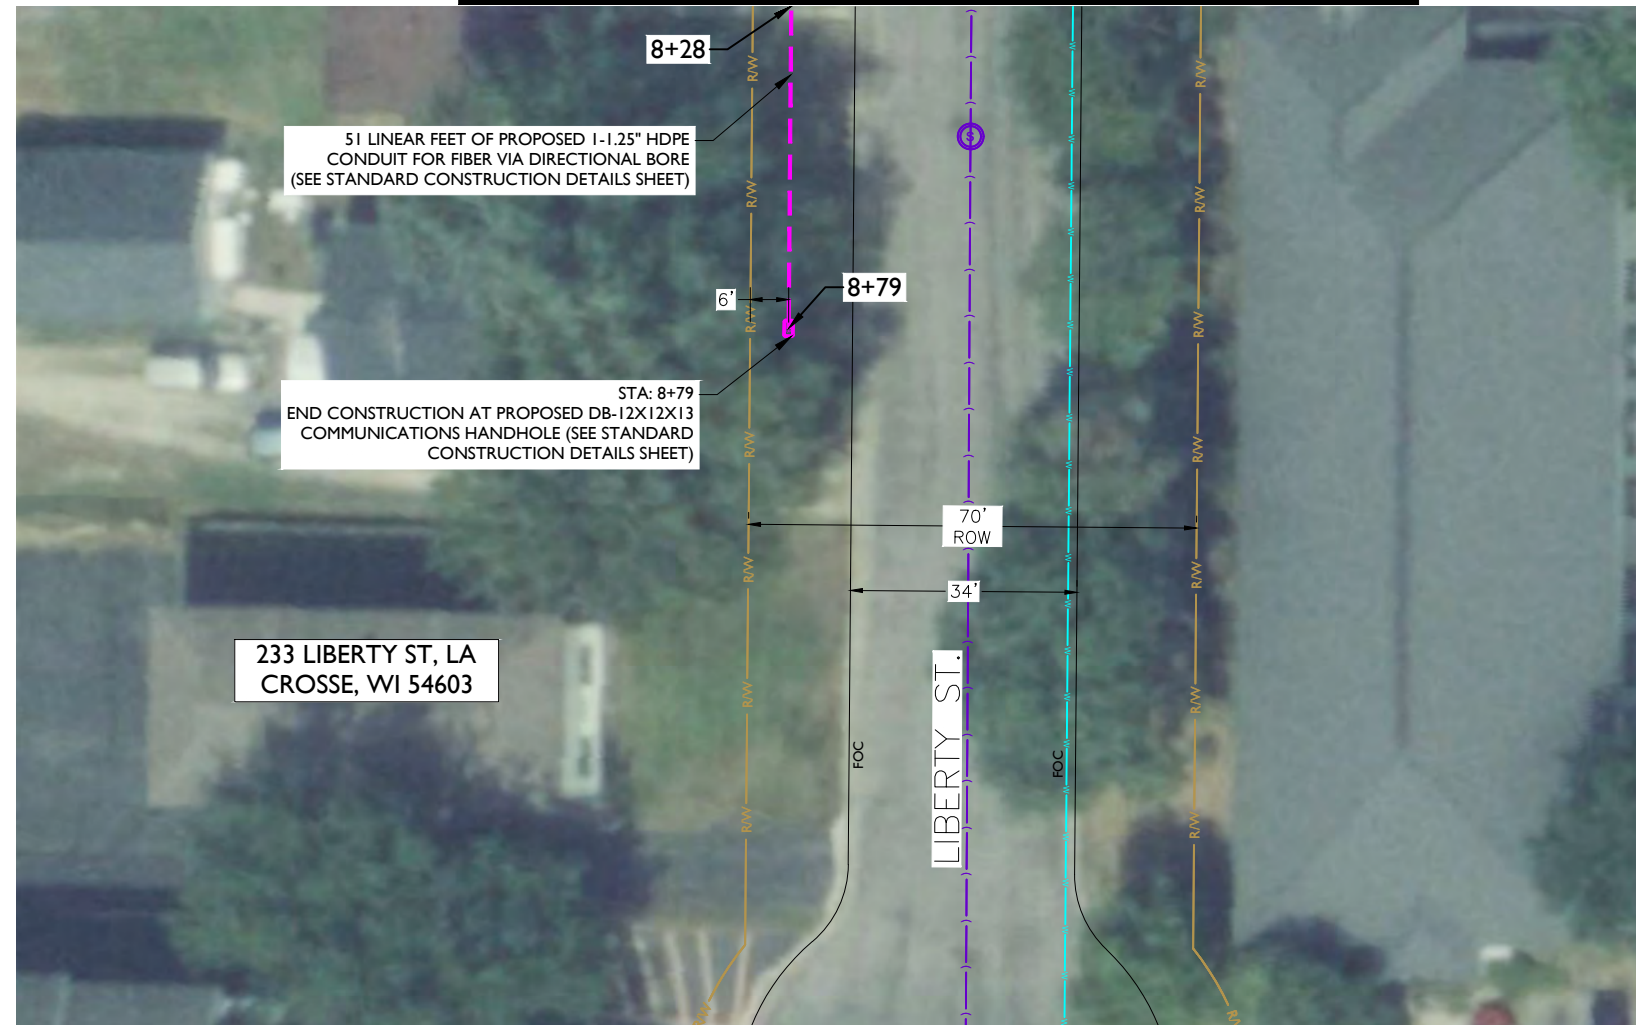 8+28
R/W
R/W
51 LINEAR FEET OF PROPOSED 1-1.25" HDPE
CONDUIT FOR FIBER VIA DIRECTIONAL BORE
(SEE STANDARD CONSTRUCTION DETAILS SHEET)
S
R/W
R/W
W
W
W
W
W
W
6'
8+79
R/W
R/W
STA: 8+79
END CONSTRUCTION AT PROPOSED DB-12X12X13
COMMUNICATIONS HANDHOLE (SEE STANDARD
CONSTRUCTION DETAILS SHEET)
R/W
R/W
70'
ROW
R/W
R/W
34'
233 LIBERTY ST, LA
CROSSE, WI 54603
R/W
R/W
LIBERTY ST.
FOC
FOC
R/W
R/W
R/W
R/W